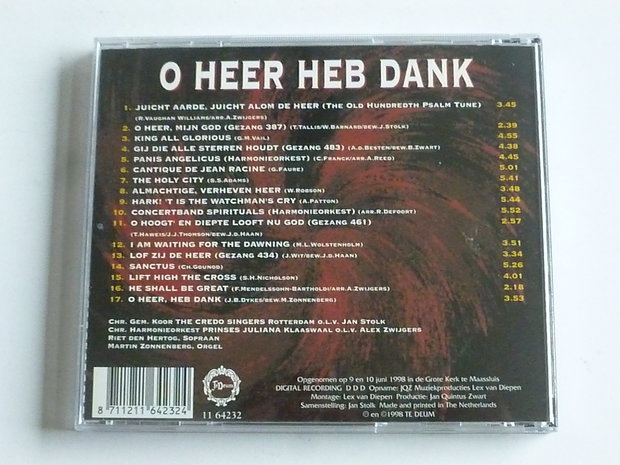 O HEER HEB DANK
1. JUICHT AARDE, JUICHT ALOM DE HEER (THE OLD HUNDREDTH PSALM TUNE) 3.45
(R.VAUGHAN WILLIAMS/ARR.A.ZWIJGERS)
2. O HEER, MIJN GOD (GEZANG 387) (T.TALLIS/W.BARNARD/BEW.J.STOLK) 2.39
3. KING ALL GLORIOUS (G.M.VAIL) 4.55
4. GIJ DIE ALLE STERREN HOUDT (GEZANG 483) (A.D.BESTEN/BEW.B.ZWART) 4.38
5. PANIS ANGELICUS (HARMONIEORKEST) (C.FRANCK/ARR.A.REED) 4.45
6. CANTIQUE DE JEAN RACINE (G.FAURE) 5.01
7. THE HOLY CITY (S.S.ADAMS) 5.41
8. ALMACHTIGE, VERHEVEN HEER (W.ROBSON) 3.48
9. HARK! 'T IS THE WATCHMAN'S CRY (A.PATTON) 5.44
10. CONCERTBAND SPIRITUALS (HARMONIEORKEST) (ARR.R.DEFOORT) 5.52
11. O HOOGT' EN DIEPTE LOOFT NU GOD (GEZANG 461) 2.57
(T.HAWEIS/J.J.THOMSON/BEW.J.D.HAAN)
12. I AM WAITING FOR THE DAWNING (M.L.WOLSTENHOLM) 3.51
13. LOF ZIJ DE HEER (GEZANG 434) (J.WIT/BEW.J.D.HAAN) 3.34
14. SANCTUS (CH.GOUNOD) 5.26
15. LIFT HIGH THE CROSS (S.H.NICHOLSON) 4.01
16. HE SHALL BE GREAT (F.MENDELSSOHN-BARTHOLDI/ARR.A.ZWIJGERS) 2.18
17. O HEER, HEB DANK (J.B.DYKES/BEW.M.ZONNENBERG) 3.53
CHR. GEM. KOOR THE CREDO SINGERS ROTTERDAM O.L.V. JAN STOLK
CHR. HARMONIEORKEST PRINSES JULIANA KLAASWAAL O.L.V. ALEX ZWIJGERS
RIET DEN HERTOG, SOPRAAN
MARTIN ZONNENBERG, ORGEL
8 711211 642324
Te Deum
11 64232
Opgenomen op 9 en 10 juni 1998 in de Grote Kerk te Maassluis
DIGITAL RECORDING D D D Opname: JQZ Muziekproducties Lex van Diepen
Montage: Lex van Diepen Productie: Jan Quintus Zwart
Samenstelling: Jan Stolk Made and printed in The Netherlands
℗ en ©1998 TE DEUM